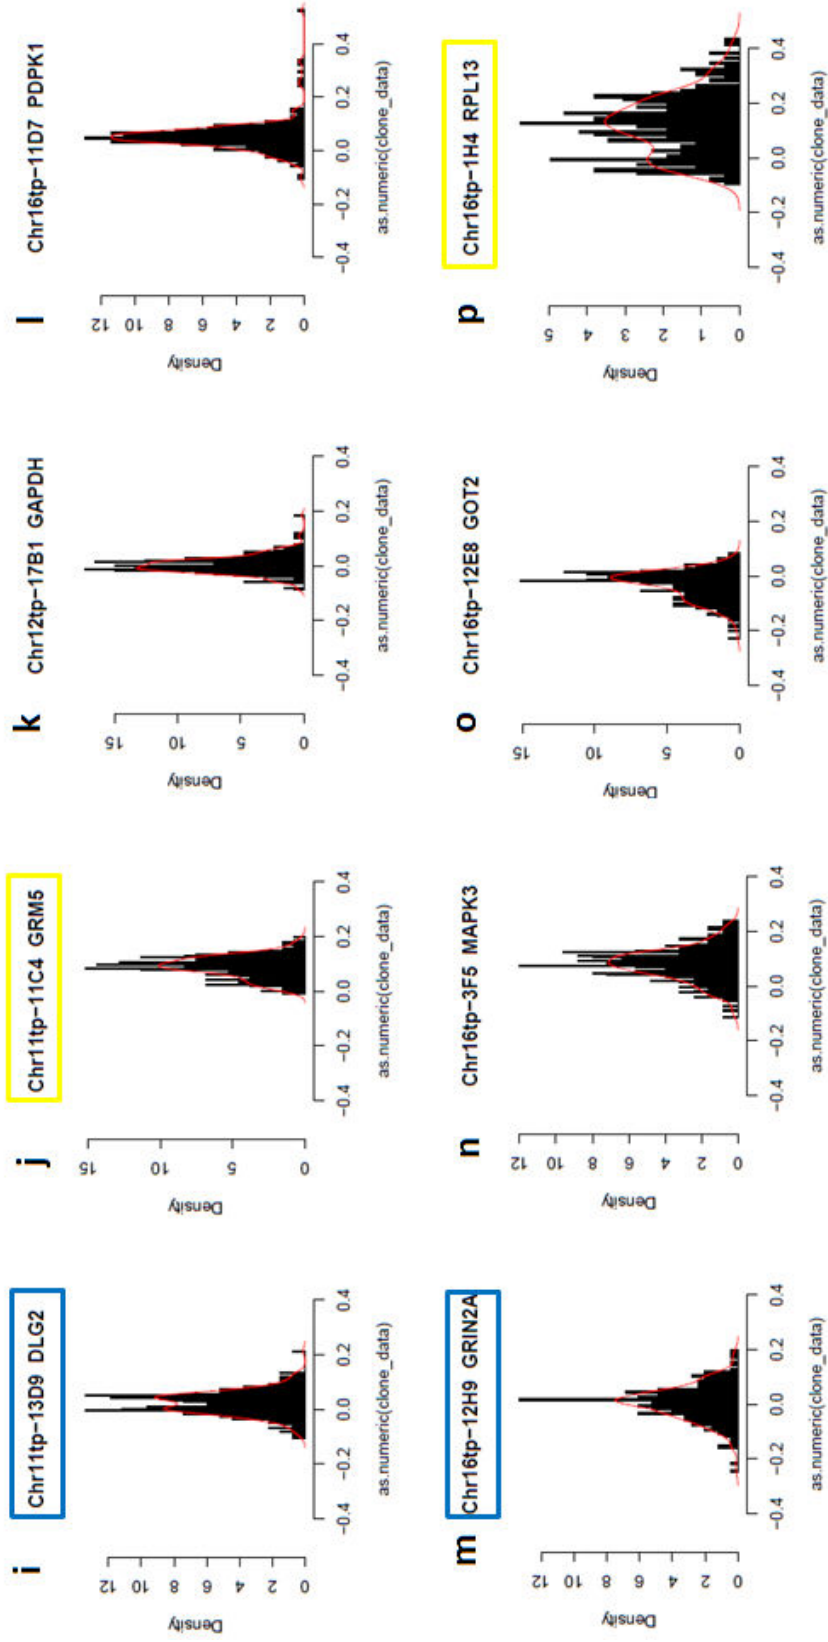 i Chr11tp-13D9 DLG2
Density
0 2 4 6 8 10 12
-0.4 -0.2 0.0 0.2 0.4
as.numeric(clone_data)
j Chr11tp-11C4 GRM5
Density
0 5 10 15
-0.4 -0.2 0.0 0.2 0.4
as.numeric(clone_data)
k Chr12tp-17B1 GAPDH
Density
0 5 10 15
-0.4 -0.2 0.0 0.2 0.4
as.numeric(clone_data)
l Chr16tp-11D7 PDPK1
Density
0 2 4 6 8 10 12
-0.4 -0.2 0.0 0.2 0.4
as.numeric(clone_data)
m Chr16tp-12H9 GRIN2A
Density
0 2 4 6 8 10 12
-0.4 -0.2 0.0 0.2 0.4
as.numeric(clone_data)
n Chr16tp-3F5 MAPK3
Density
0 2 4 6 8 10 12
-0.4 -0.2 0.0 0.2 0.4
as.numeric(clone_data)
o Chr16tp-12E8 GOT2
Density
0 5 10 15
-0.4 -0.2 0.0 0.2 0.4
as.numeric(clone_data)
p Chr16tp-1H4 RPL13
Density
0 1 2 3 4 5
-0.4 -0.2 0.0 0.2 0.4
as.numeric(clone_data)